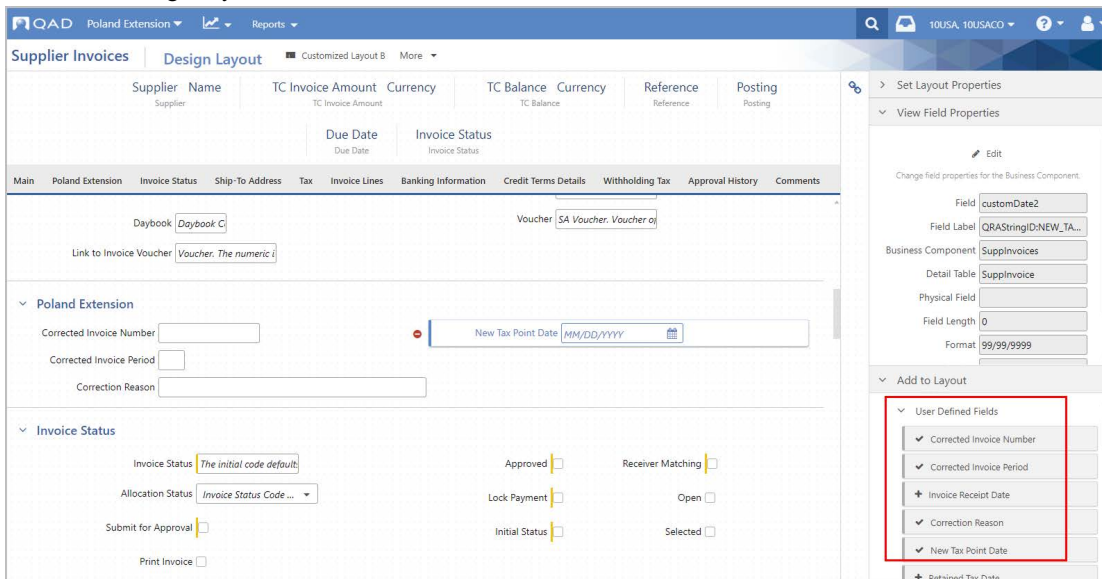 QAD Poland Extension Reports 10USA, 10USACO ?
Supplier Invoices Design Layout Customized Layout B More
Supplier Name TC Invoice Amount Currency TC Balance Currency Reference Posting
Supplier TC Invoice Amount TC Balance Reference Posting
Due Date Invoice Status
Due Date Invoice Status
Main Poland Extension Invoice Status Ship-To Address Tax Invoice Lines Banking Information Credit Terms Details Withholding Tax Approval History Comments
Daybook Daybook C Voucher SA Voucher. Voucher o
Link to Invoice Voucher Voucher. The numeric i
Poland Extension
Corrected Invoice Number New Tax Point Date MM/DD/YYYY
Corrected Invoice Period
Correction Reason
Invoice Status
Invoice Status The initial code default: Approved Receiver Matching
Allocation Status Invoice Status Code ... Lock Payment Open
Submit for Approval Initial Status Selected
Print Invoice
Set Layout Properties
View Field Properties
Edit
Change field properties for the Business Component.
Field customDate2
Field Label QRAStringID:NEW_TA...
Business Component SuppInvoices
Detail Table SuppInvoice
Physical Field
Field Length 0
Format 99/99/9999
Add to Layout
User Defined Fields
Corrected Invoice Number
Corrected Invoice Period
Invoice Receipt Date
Correction Reason
New Tax Point Date
Retained Tax Date